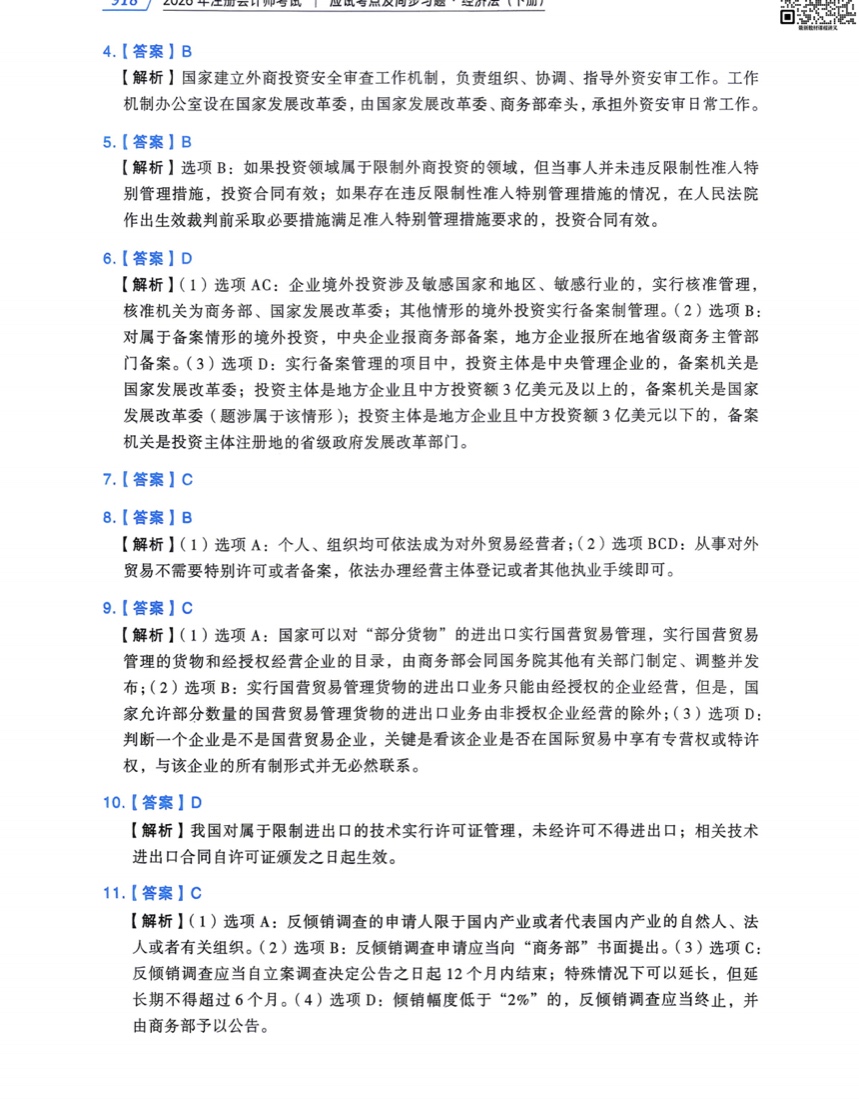 918 / 2026 年注册会计师考试 | 应试考点及同步习题·经济法（下册）
4.【答案】B
【解析】国家建立外商投资安全审查工作机制，负责组织、协调、指导外资安审工作。工作
机制办公室设在国家发展改革委，由国家发展改革委、商务部牵头，承担外资安审日常工作。
5.【答案】B
【解析】选项 B：如果投资领域属于限制外商投资的领域，但当事人并未违反限制性准入特
别管理措施，投资合同有效；如果存在违反限制性准入特别管理措施的情况，在人民法院
作出生效裁判前采取必要措施满足准入特别管理措施要求的，投资合同有效。
6.【答案】D
【解析】（1）选项 AC：企业境外投资涉及敏感国家和地区、敏感行业的，实行核准管理，
核准机关为商务部、国家发展改革委；其他情形的境外投资实行备案制管理。（2）选项 B：
对属于备案情形的境外投资，中央企业报商务部备案，地方企业报所在地省级商务主管部
门备案。（3）选项 D：实行备案管理的项目中，投资主体是中央管理企业的，备案机关是
国家发展改革委；投资主体是地方企业且中方投资额 3 亿美元及以上的，备案机关是国家
发展改革委（题涉属于该情形）；投资主体是地方企业且中方投资额 3 亿美元以下的，备案
机关是投资主体注册地的省级政府发展改革部门。
7.【答案】C
8.【答案】B
【解析】（1）选项 A：个人、组织均可依法成为对外贸易经营者；（2）选项 BCD：从事对外
贸易不需要特别许可或者备案，依法办理经营主体登记或者其他执业手续即可。
9.【答案】C
【解析】（1）选项 A：国家可以对“部分货物”的进出口实行国营贸易管理，实行国营贸易
管理的货物和经授权经营企业的目录，由商务部会同国务院其他有关部门制定、调整并发
布；（2）选项 B：实行国营贸易管理货物的进出口业务只能由经授权的企业经营，但是，国
家允许部分数量的国营贸易管理货物的进出口业务由非授权企业经营的除外；（3）选项 D：
判断一个企业是不是国营贸易企业，关键是看该企业是否在国际贸易中享有专营权或特许
权，与该企业的所有制形式并无必然联系。
10.【答案】D
【解析】我国对属于限制进出口的技术实行许可证管理，未经许可不得进出口；相关技术
进出口合同自许可证颁发之日起生效。
11.【答案】C
【解析】（1）选项 A：反倾销调查的申请人限于国内产业或者代表国内产业的自然人、法
人或者有关组织。（2）选项 B：反倾销调查申请应当向“商务部”书面提出。（3）选项 C：
反倾销调查应当自立案调查决定公告之日起 12 个月内结束；特殊情况下可以延长，但延
长期不得超过 6 个月。（4）选项 D：倾销幅度低于“2%”的，反倾销调查应当终止，并
由商务部予以公告。